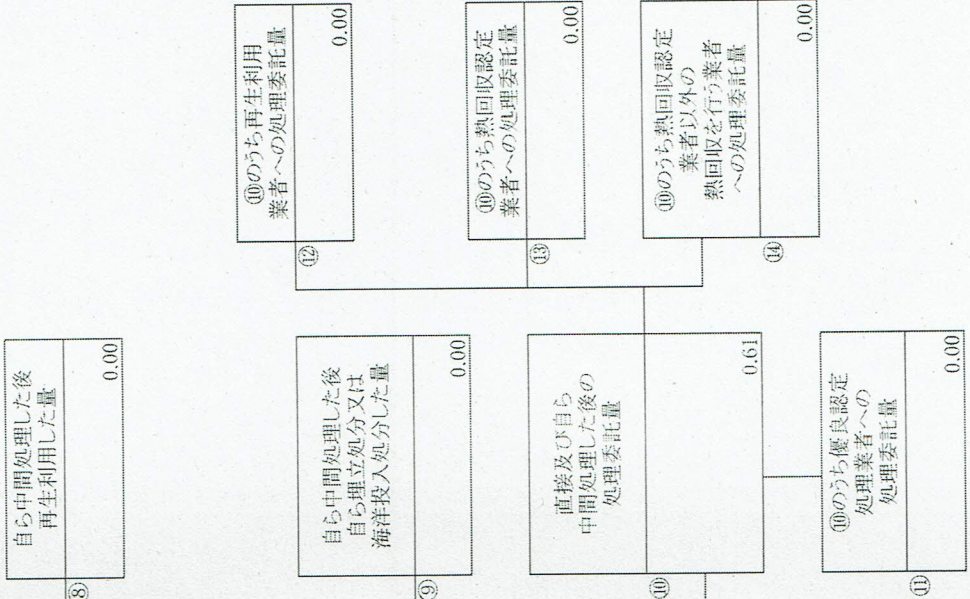 ⑧
自ら中間処理した後
再生利用した量
0.00
⑨
自ら中間処理した後
自ら埋立処分又は
海洋投入処分した量
0.00
⑩
直接及び自ら
中間処理した後の
処理委託量
0.61
⑪
⑩のうち優良認定
処理業者への
処理委託量
0.00
⑫
⑩のうち再生利用
業者への処理委託量
0.00
⑬
⑩のうち熱回収認定
業者への処理委託量
0.00
⑭
⑩のうち熱回収認定
業者以外の
熱回収を行う業者
への処理委託量
0.00